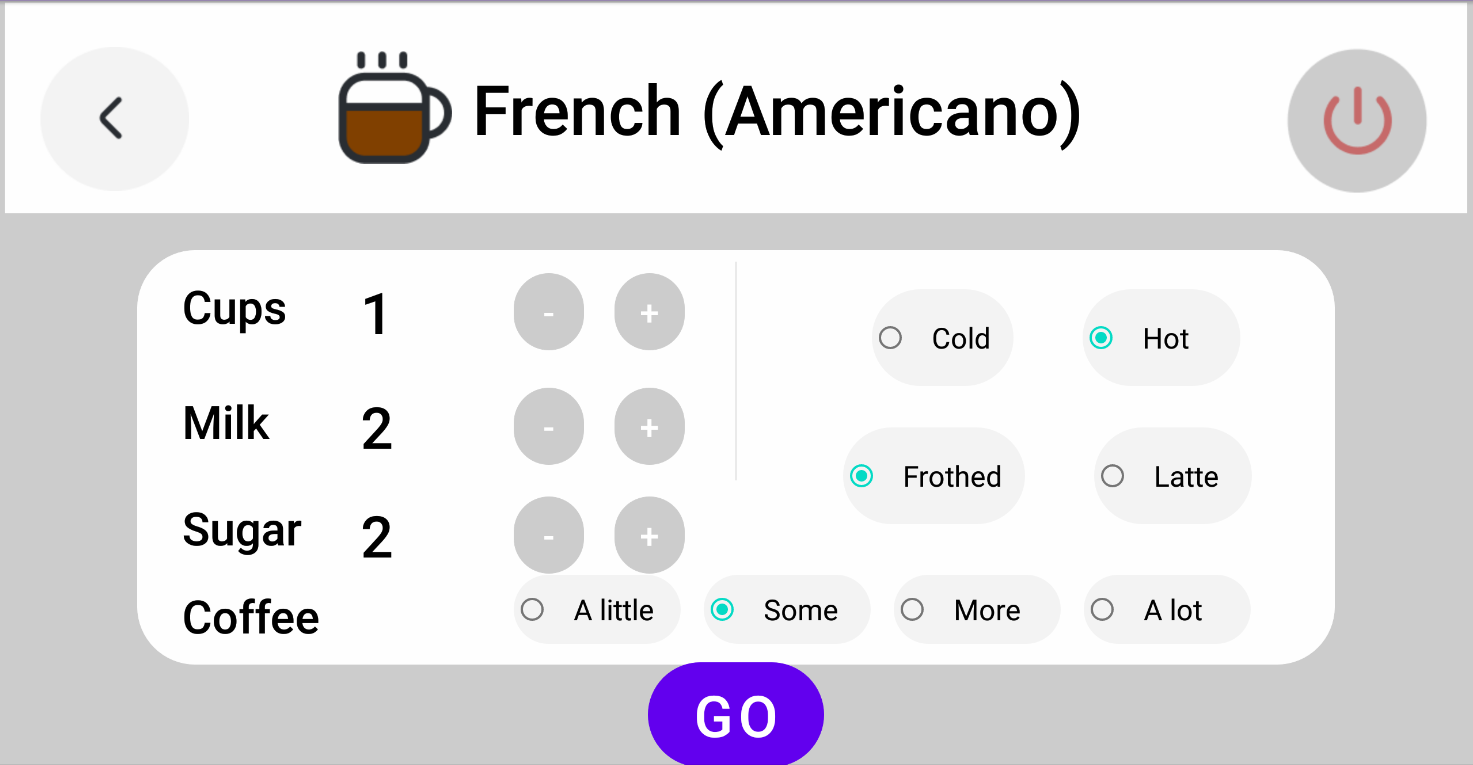 French (Americano)
Cups 1 - +
Cold Hot
Milk 2 - +
Frothed Latte
Sugar 2 - +
Coffee A little Some More A lot
GO